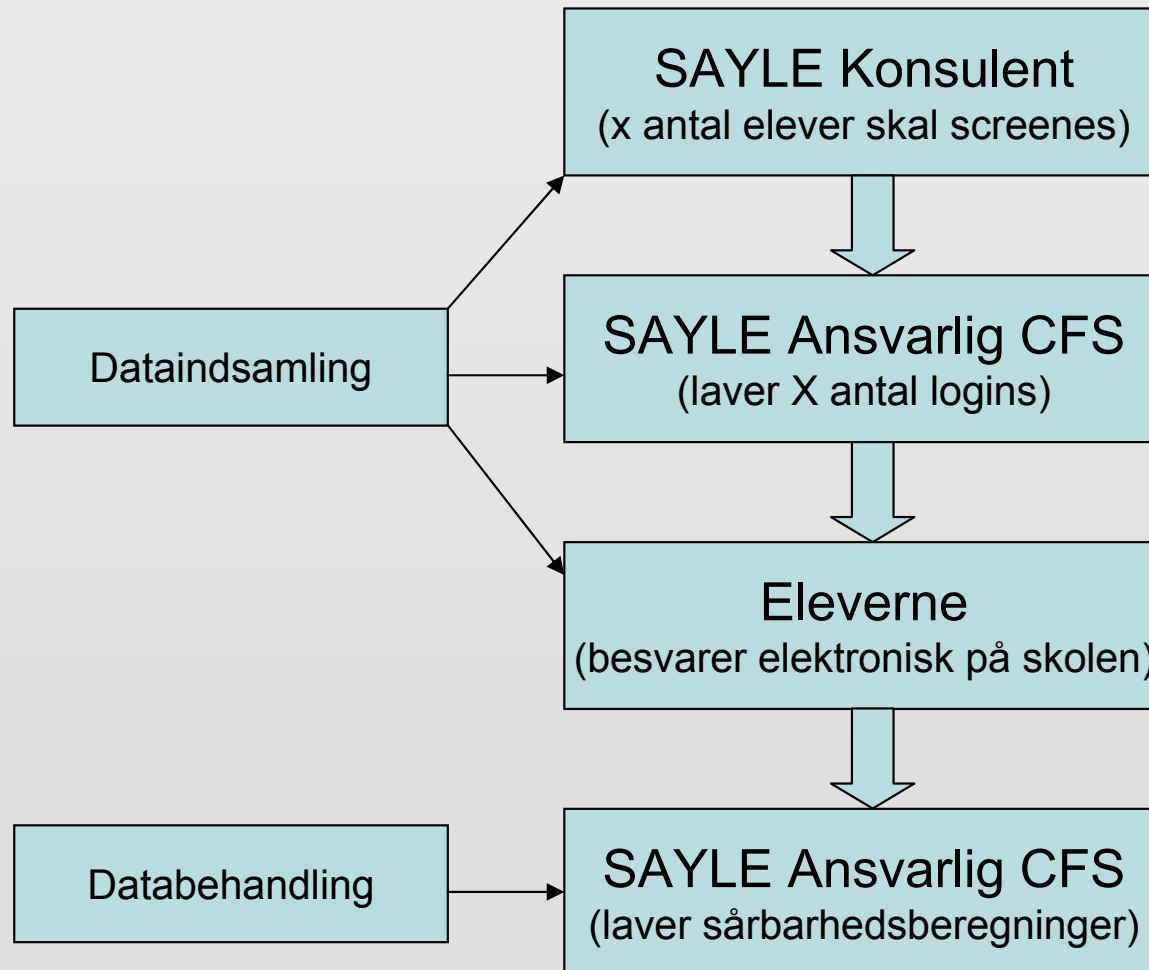 SAYLE Konsulent
(x antal elever skal screenes)
Dataindsamling
SAYLE Ansvarlig CFS
(laver X antal logins)
Eleverne
(besvarer elektronisk på skolen)
Databehandling
SAYLE Ansvarlig CFS
(laver sårbarhedsberegninger)